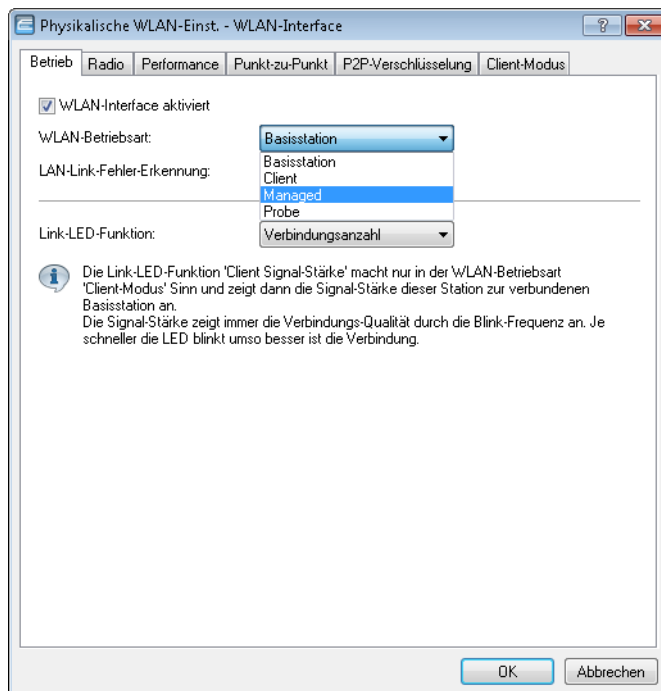 Physikalische WLAN-Einst. - WLAN-Interface
Betrieb Radio Performance Punkt-zu-Punkt P2P-Verschlüsselung Client-Modus
WLAN-Interface aktiviert
WLAN-Betriebsart: Basisstation
Basisstation
Client
LAN-Link-Fehler-Erkennung:
Managed
Probe
Link-LED-Funktion: Verbindungsanzahl
Die Link-LED-Funktion 'Client Signal-Stärke' macht nur in der WLAN-Betriebsart
'Client-Modus' Sinn und zeigt dann die Signal-Stärke dieser Station zur verbundenen
Basisstation an.
Die Signal-Stärke zeigt immer die Verbindungs-Qualität durch die Blink-Frequenz an. Je
schneller die LED blinkt umso besser ist die Verbindung.
OK Abbrechen